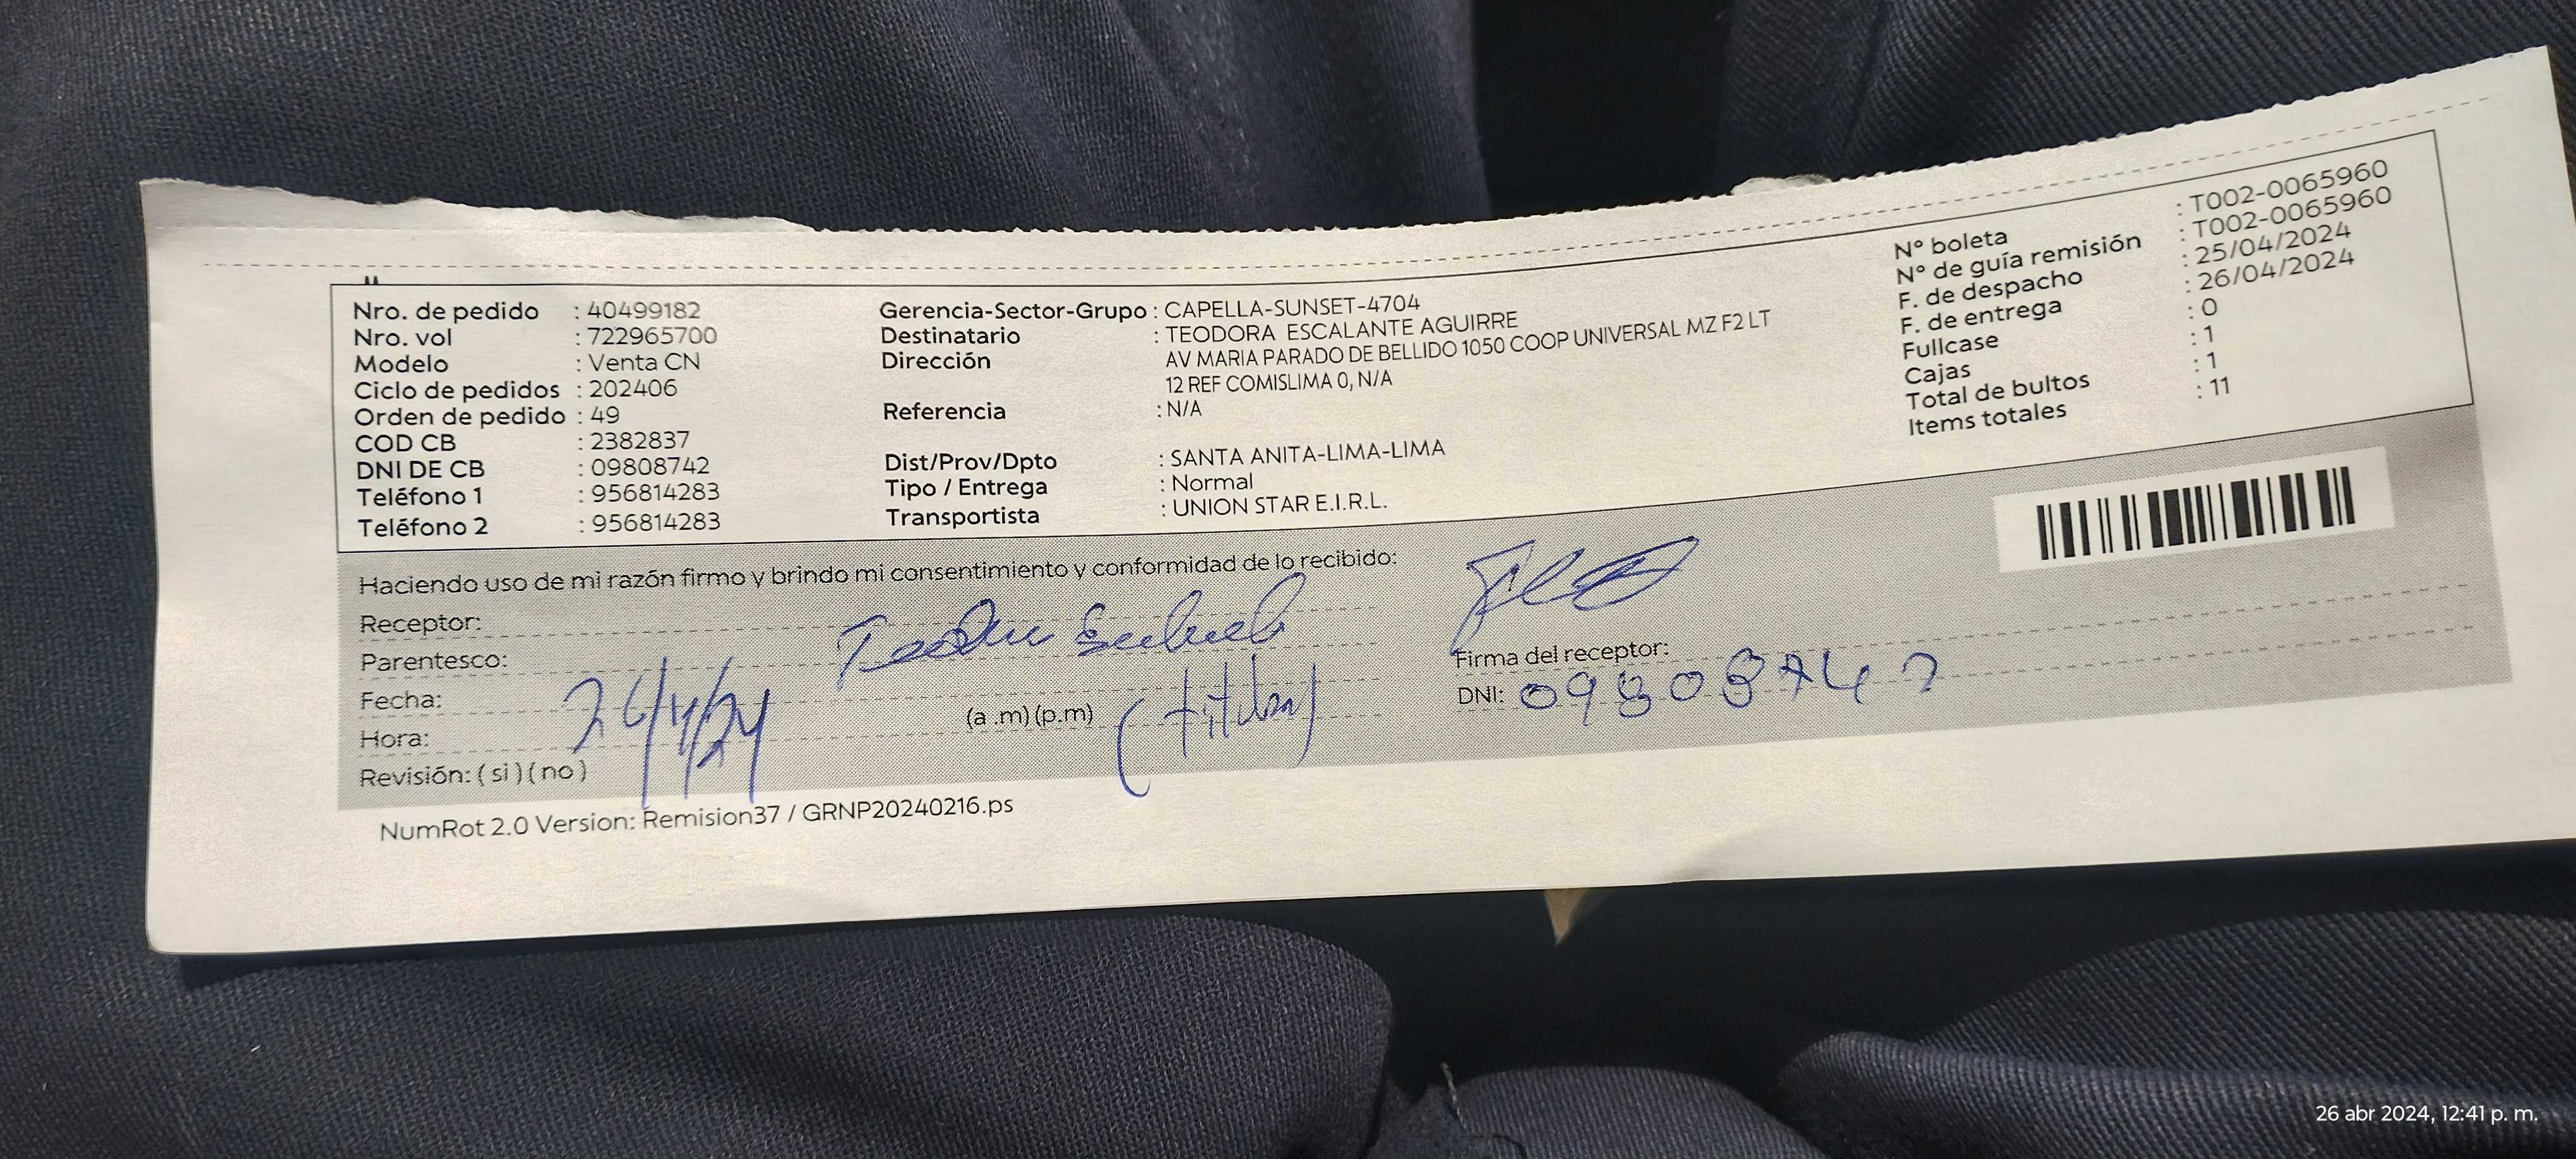 Nro. de pedido : 40499182
Nro. vol : 722965700
Modelo : Venta CN
Ciclo de pedidos : 202406
Orden de pedido : 49
COD CB : 2382837
DNI DE CB : 09808742
Teléfono 1 : 956814283
Teléfono 2 : 956814283
Gerencia-Sector-Grupo : CAPELLA-SUNSET-4704
Destinatario : TEODORA ESCALANTE AGUIRRE
Dirección AV MARIA PARADO DE BELLIDO 1050 COOP UNIVERSAL MZ F2 LT
12 REF COMISLIMA 0, N/A
Referencia : N/A
Dist/Prov/Dpto : SANTA ANITA-LIMA-LIMA
Tipo / Entrega : Normal
Transportista : UNION STAR E.I.R.L.
N° boleta : T002-0065960
N° de guía remisión : T002-0065960
F. de despacho : 25/04/2024
F. de entrega : 26/04/2024
Fullcase : 0
Cajas : 1
Total de bultos : 1
Items totales : 11
Haciendo uso de mi razón firmo y brindo mi consentimiento y conformidad de lo recibido:
Receptor:
Parentesco:
Fecha: 26/4/24
Hora: (a .m)(p.m) (titular)
Revisión: ( si ) ( no )
Firma del receptor:
DNI: 09808742
NumRot 2.0 Version: Remision37 / GRNP20240216.ps
26 abr 2024, 12:41 p. m.